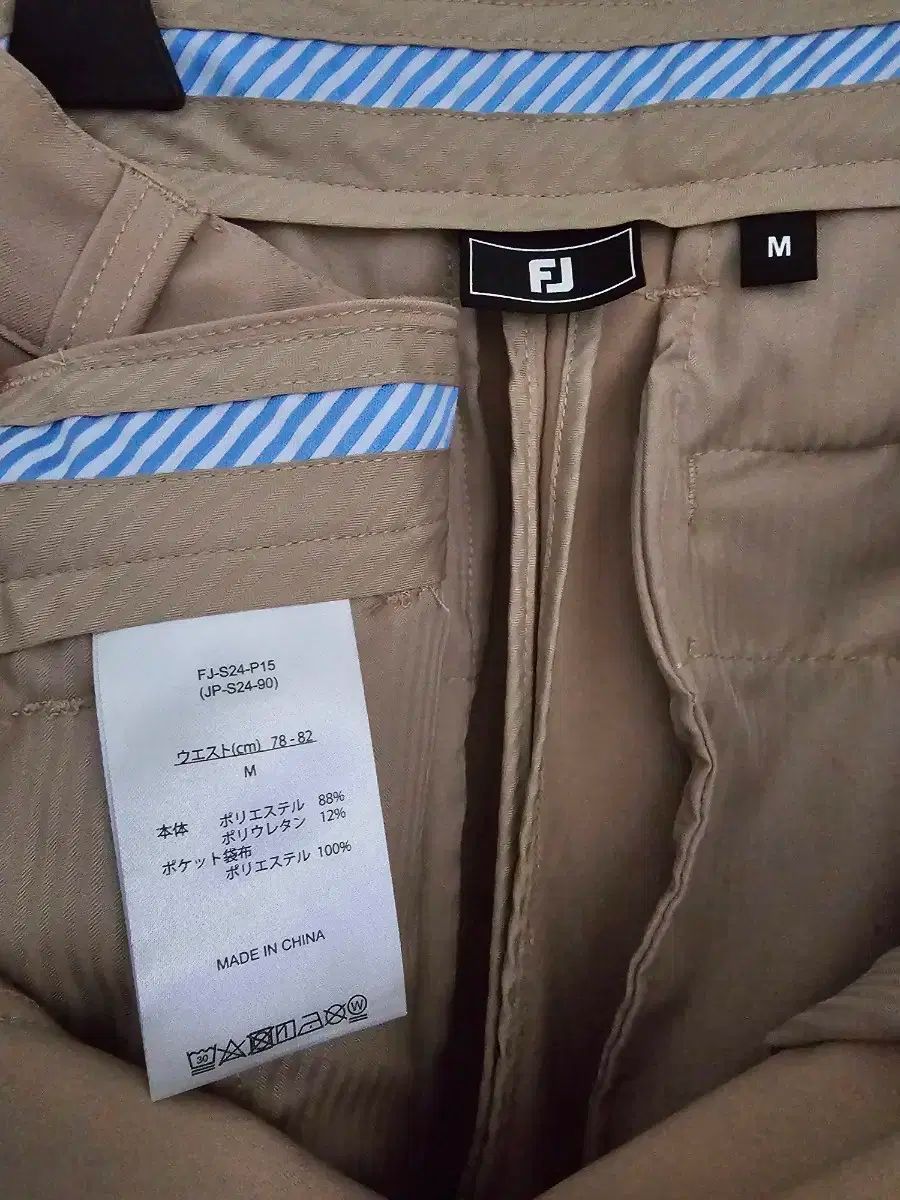 FJ
M
FJ-S24-P15
(JP-S24-90)
ウエスト(cm) 78-82
M
本体 ポリエステル 88%
ポリウレタン 12%
ポケット袋布
ポリエステル 100%
MADE IN CHINA
30
W